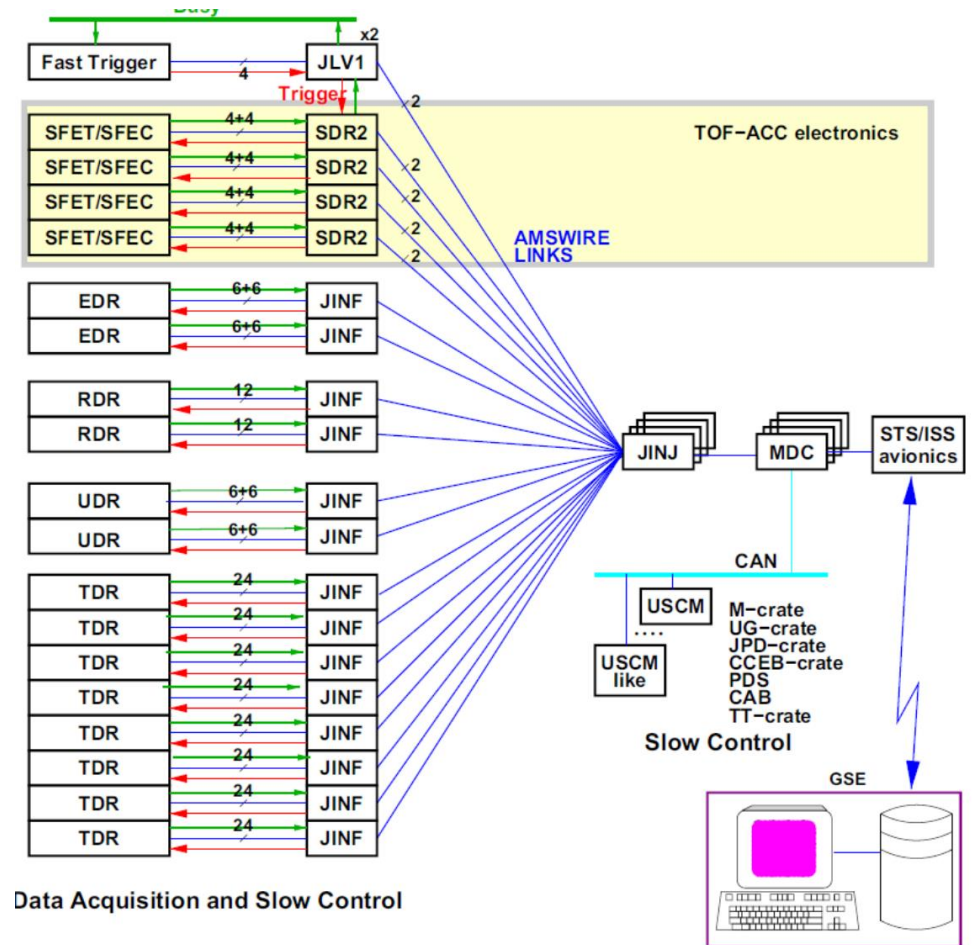 Busy
x2
Fast Trigger 4 JLV1
Trigger
2
TOF-ACC electronics
SFET/SFEC 4+4 SDR2
SFET/SFEC 4+4 SDR2 2
SFET/SFEC 4+4 SDR2 2
SFET/SFEC 4+4 SDR2 2
2
AMSWIRE
LINKS
EDR 6+6 JINF
EDR 6+6 JINF
RDR 12 JINF
RDR 12 JINF
JINJ MDC STS/ISS
avionics
UDR 6+6 JINF
UDR 6+6 JINF
CAN
TDR 24 JINF
TDR 24 JINF
TDR 24 JINF
TDR 24 JINF
TDR 24 JINF
TDR 24 JINF
TDR 24 JINF
TDR 24 JINF
USCM
....
USCM
like
M-crate
UG-crate
JPD-crate
CCEB-crate
PDS
CAB
TT-crate
Slow Control
GSE
Data Acquisition and Slow Control